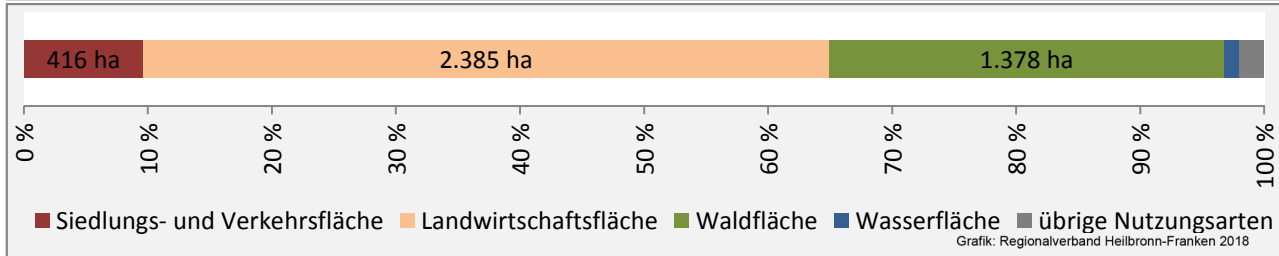 416 ha 2.385 ha 1.378 ha
0 % 10 % 20 % 30 % 40 % 50 % 60 % 70 % 80 % 90 % 100 %
Siedlungs- und Verkehrsfläche Landwirtschaftsfläche Waldfläche Wasserfläche übrige Nutzungsarten
Grafik: Regionalverband Heilbronn-Franken 2018